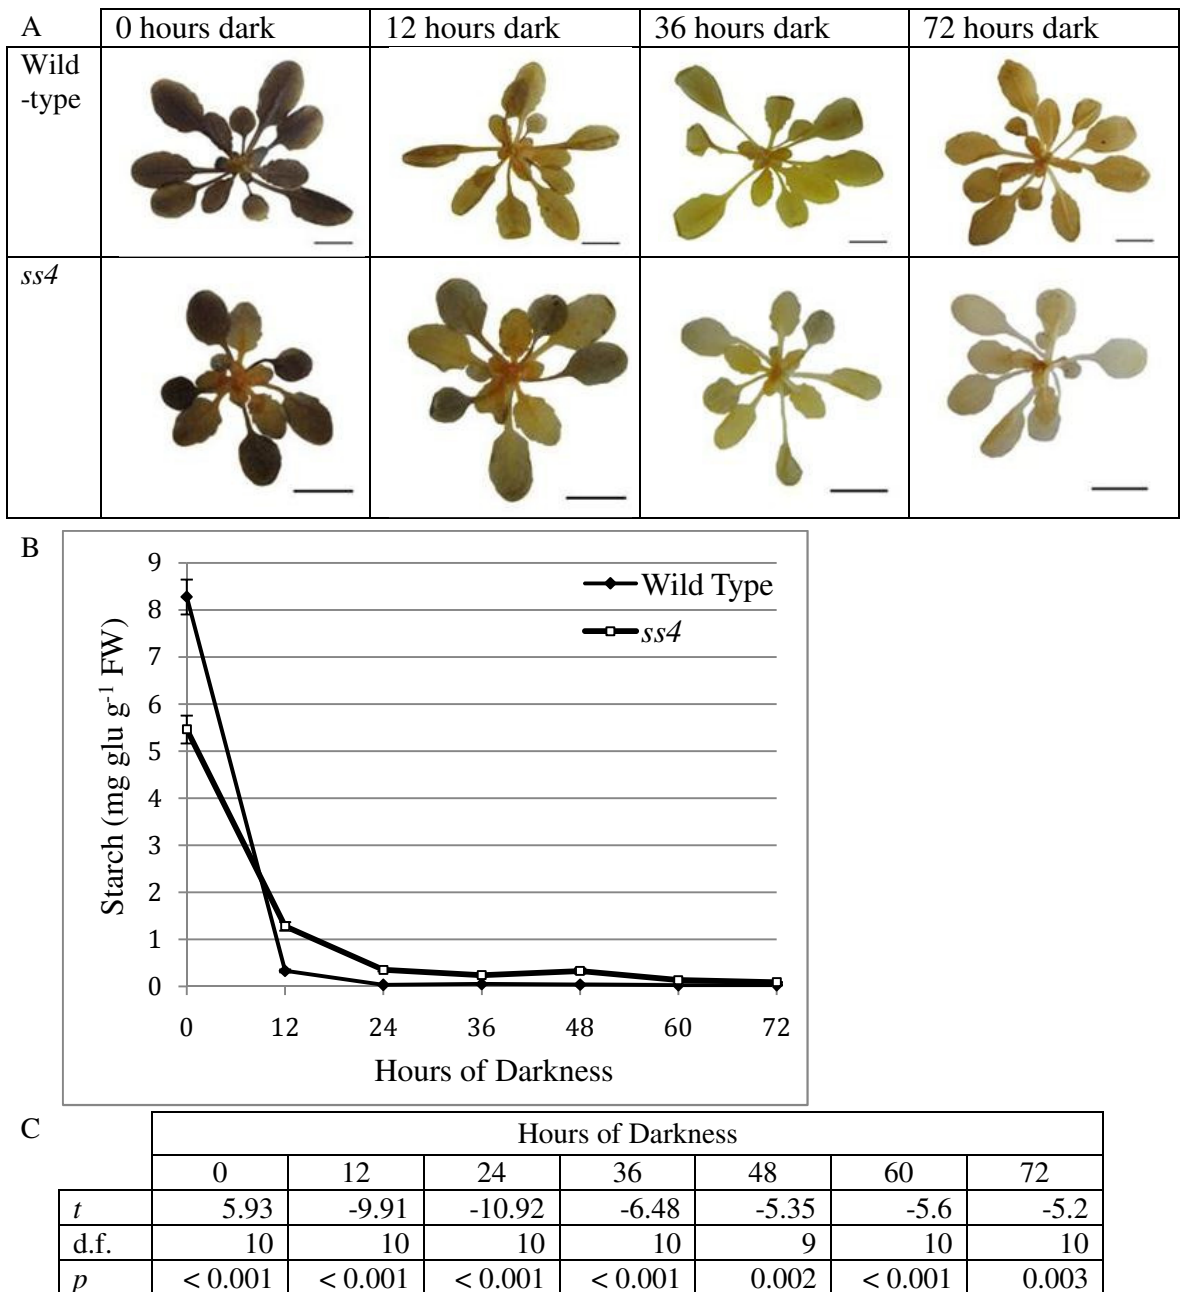 A 0 hours dark 12 hours dark 36 hours dark 72 hours dark
Wild
-type
ss4
B
9
8
7
6
5
4
3
2
1
0
Starch (mg glu g⁻¹ FW)
Wild Type
ss4
0 12 24 36 48 60 72
Hours of Darkness
C
Hours of Darkness
0 12 24 36 48 60 72
t 5.93 -9.91 -10.92 -6.48 -5.35 -5.6 -5.2
d.f. 10 10 10 10 9 10 10
p < 0.001 < 0.001 < 0.001 < 0.001 0.002 < 0.001 0.003